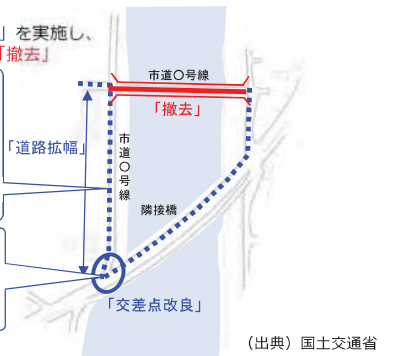 」を実施し、
「撤去」
市道〇号線
「撤去」
「道路拡幅」
市道〇号線
隣接橋
「交差点改良」
（出典）国土交通省